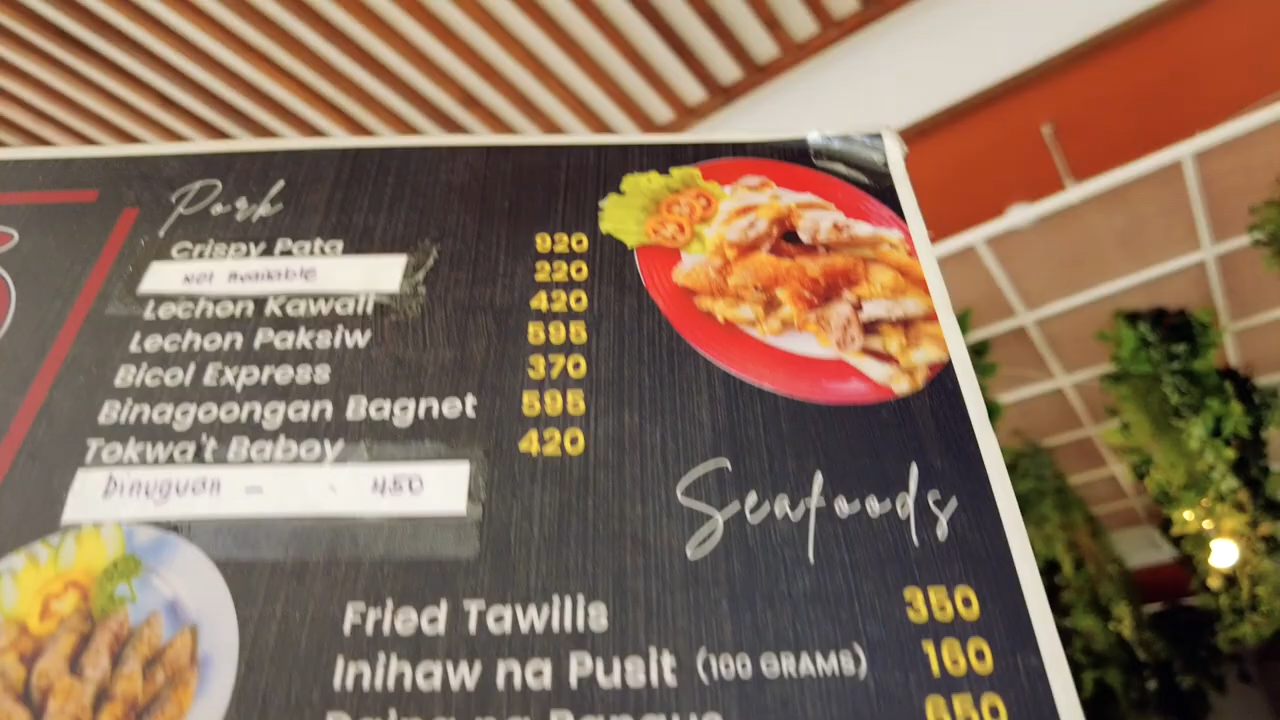 Pork
Crispy Pata 920
Not Available 220
Lechon Kawali 420
Lechon Paksiw 595
Bicol Express 370
Binagoongan Bagnet 595
Tokwa't Baboy 420
Dinuguan - 450
Seafoods
Fried Tawilis 350
Inihaw na Pusit (100 GRAMS) 160
650